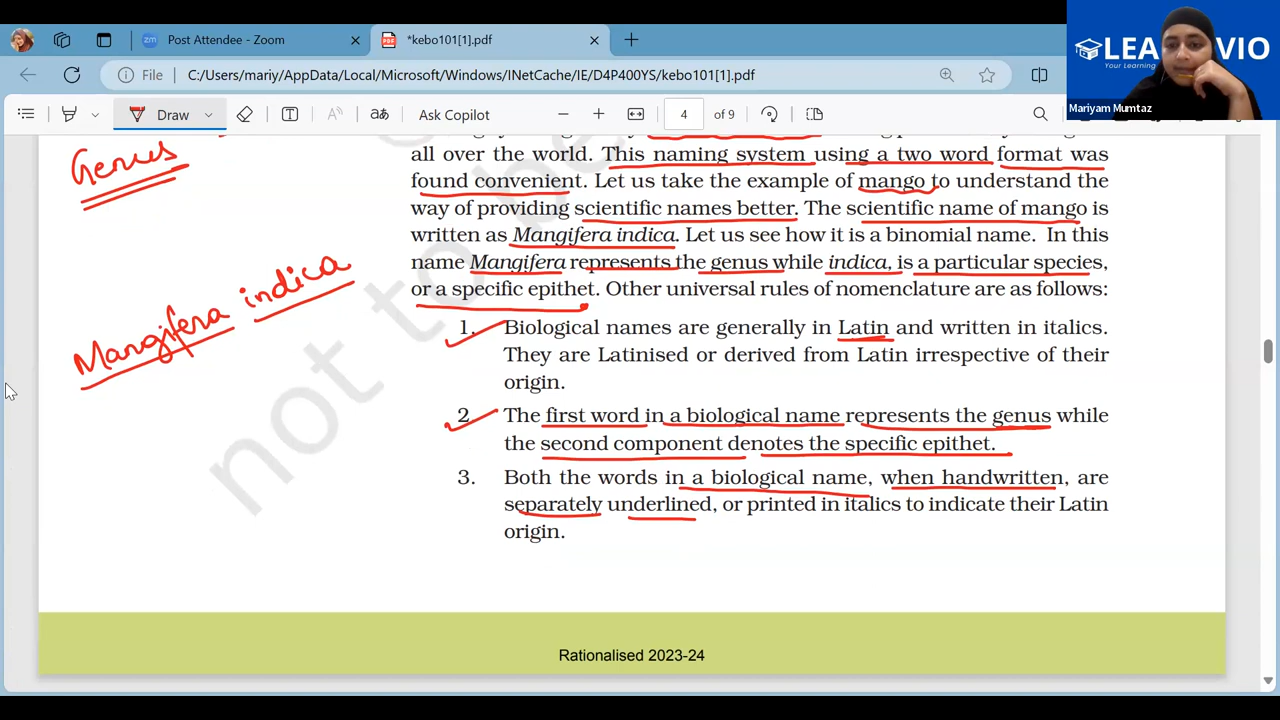 Post Attendee - Zoom
*kebo101[1].pdf
LEA VIO
Your Learning
Mariyam Mumtaz
File
C:/Users/mariy/AppData/Local/Microsoft/Windows/INetCache/IE/D4P400YS/kebo101[1].pdf
Draw
Ask Copilot
4 of 9
Genus
all over the world. This naming system using a two word format was
found convenient. Let us take the example of mango to understand the
way of providing scientific names better. The scientific name of mango is
written as Mangifera indica. Let us see how it is a binomial name. In this
name Mangifera represents the genus while indica, is a particular species,
or a specific epithet. Other universal rules of nomenclature are as follows:
Mangifera indica
1. Biological names are generally in Latin and written in italics.
They are Latinised or derived from Latin irrespective of their
origin.
2. The first word in a biological name represents the genus while
the second component denotes the specific epithet.
3. Both the words in a biological name, when handwritten, are
separately underlined, or printed in italics to indicate their Latin
origin.
not to be
Rationalised 2023-24